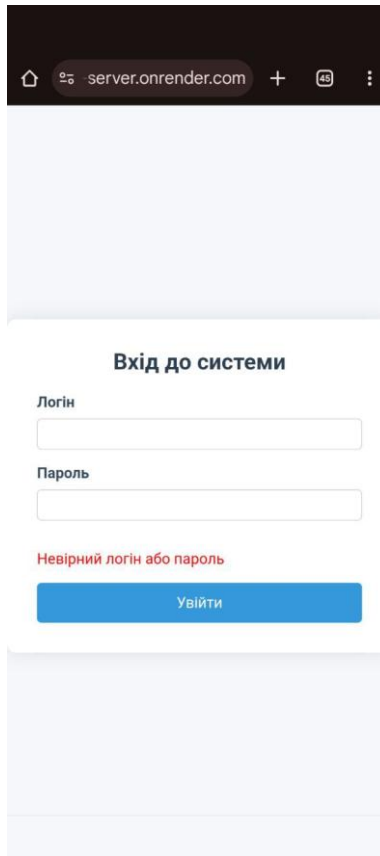 -server.onrender.com
45
Вхід до системи
Логін
Пароль
Невірний логін або пароль
Увійти